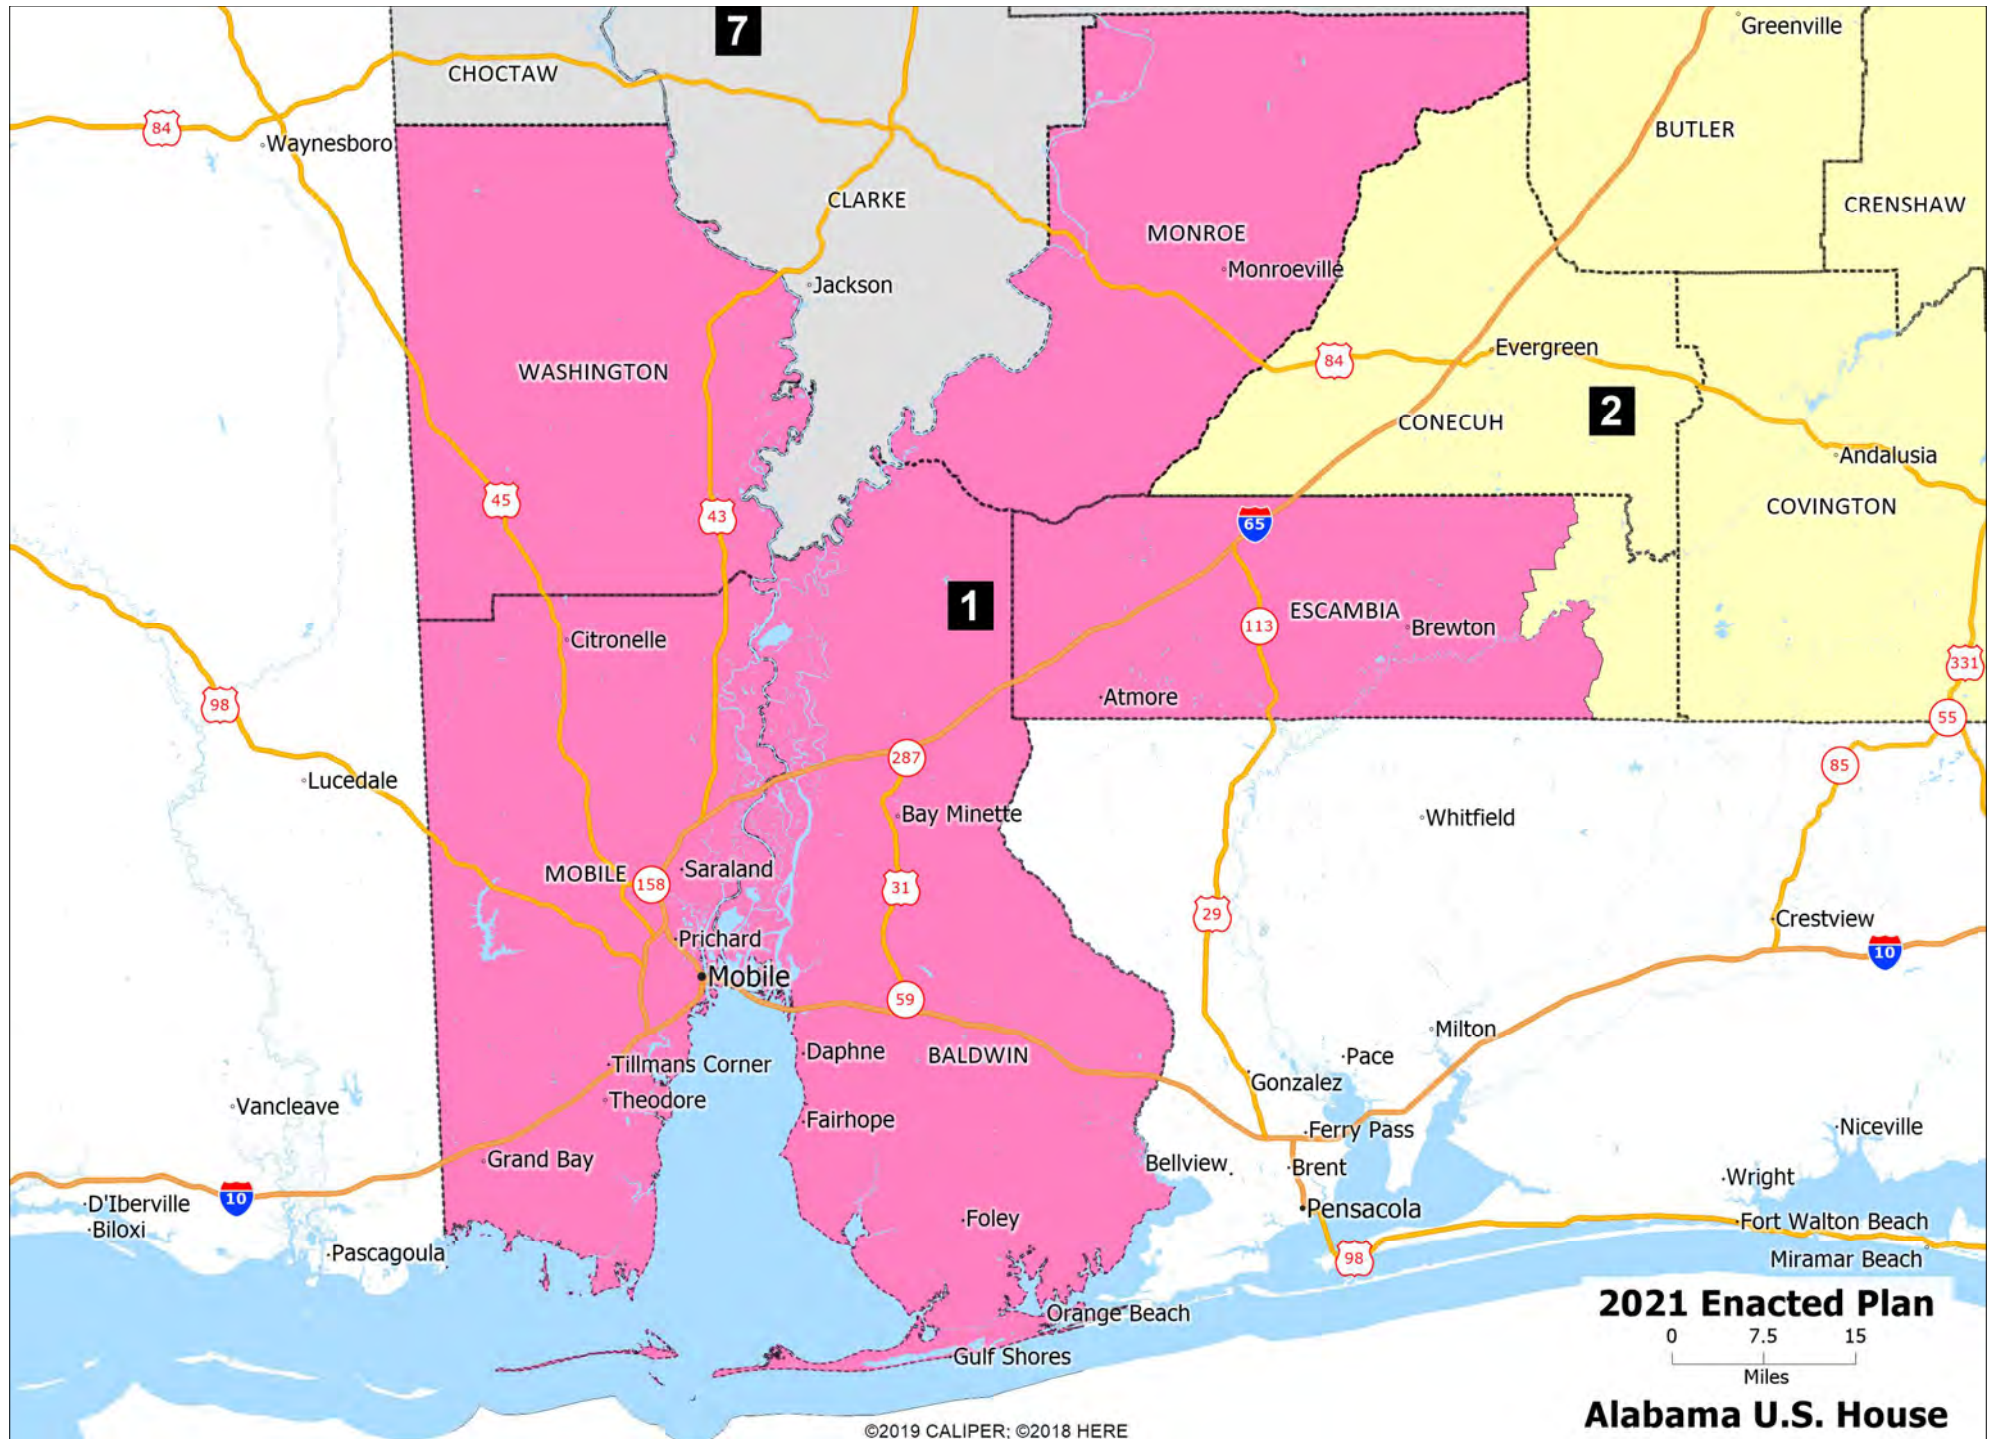 7
Greenville
CHOCTAW
84
Waynesboro
BUTLER
CLARKE
CRENSHAW
MONROE
Monroeville
Jackson
Evergreen
84
WASHINGTON
2
CONECUH
Andalusia
45
43
65
COVINGTON
1
ESCAMBIA
113
Brewton
Citronelle
331
98
Atmore
55
287
85
Lucedale
Bay Minette
Whitfield
MOBILE
158
Saraland
31
29
Crestview
Prichard
10
Mobile
59
Milton
Daphne
BALDWIN
Pace
Tillmans Corner
Gonzalez
Theodore
Vancleave
Fairhope
Ferry Pass
Niceville
Grand Bay
Bellview
Brent
Wright
10
D'Iberville
Biloxi
Pensacola
Foley
Fort Walton Beach
Pascagoula
98
Miramar Beach
Orange Beach
2021 Enacted Plan
0 7.5 15
Gulf Shores
Miles
Alabama U.S. House
©2019 CALIPER; ©2018 HERE